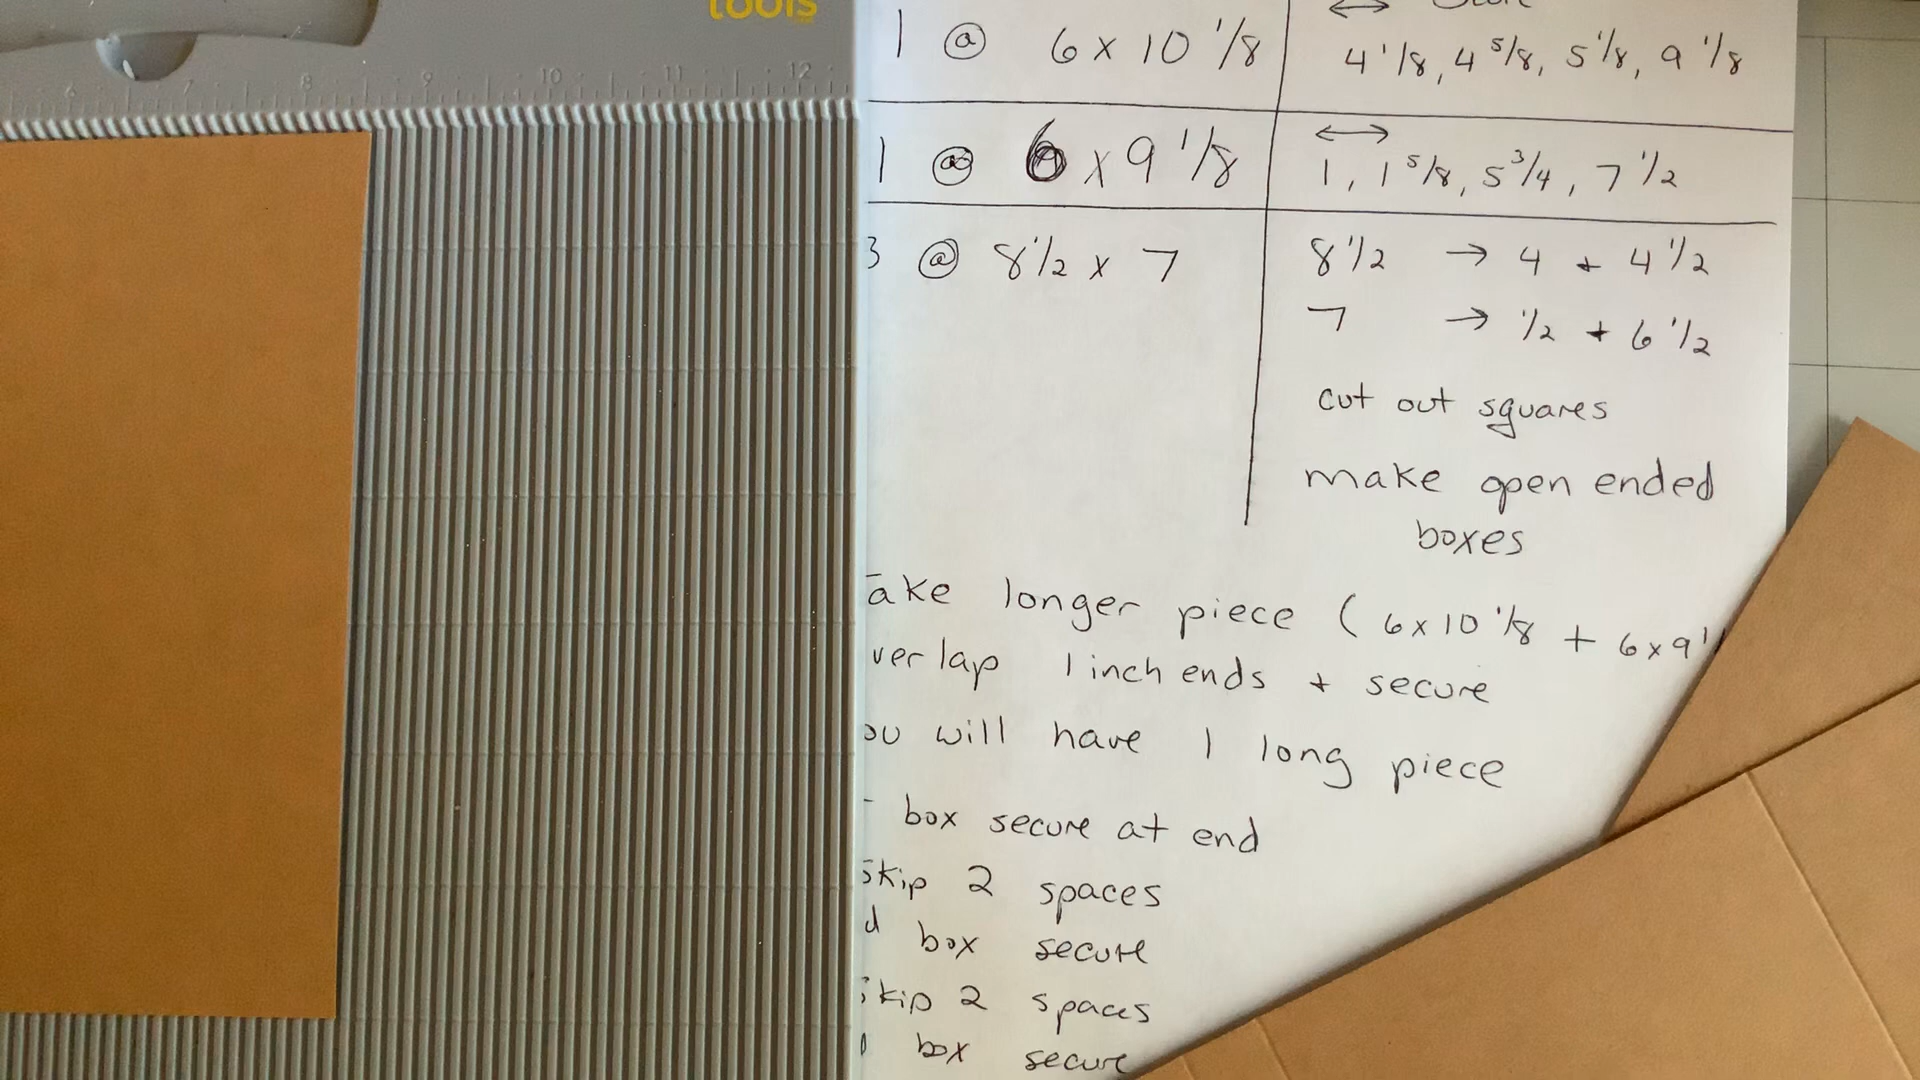 tools
6 7 8 9 10 11 12
1 @ 6 x 10 1/8
4 1/8, 4 5/8, 5 1/8, 9 1/8
1 @ 6 x 9 1/8
1, 1 5/8, 5 3/4, 7 1/2
3 @ 8 1/2 x 7
8 1/2 → 4 + 4 1/2
7 → 1/2 + 6 1/2
cut out squares
make open ended
boxes
ake longer piece ( 6 x 10 1/8 + 6 x 9 1/
verlap 1 inch ends + secure
ou will have 1 long piece
box secure at end
Skip 2 spaces
d box secure
Skip 2 spaces
box secure